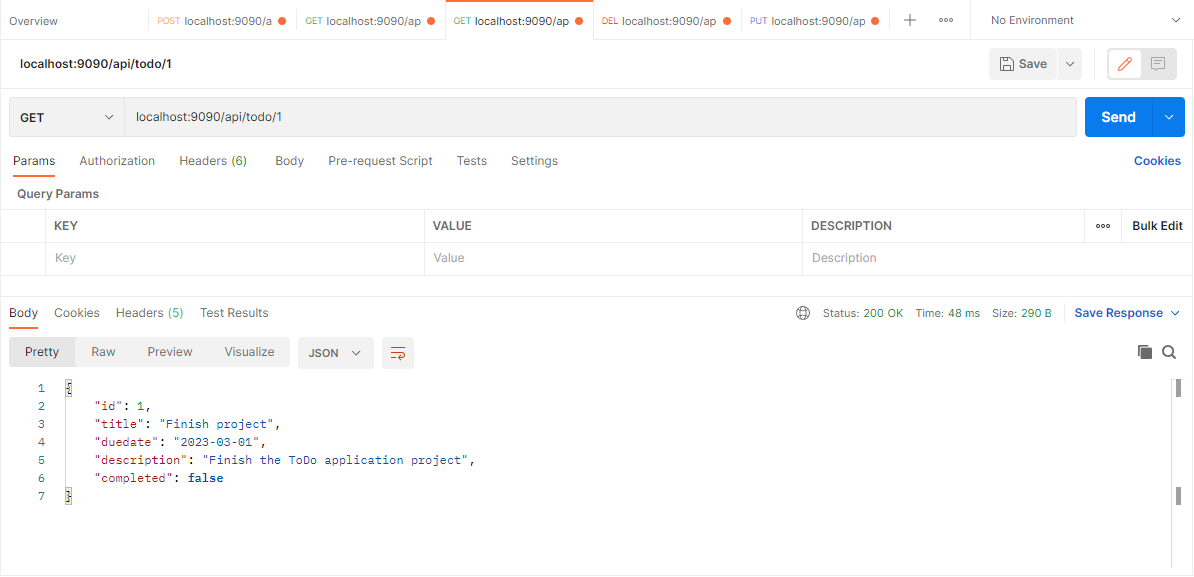 Overview POST localhost:9090/a GET localhost:9090/ap GET localhost:9090/ap DEL localhost:9090/ap PUT localhost:9090/ap No Environment
localhost:9090/api/todo/1 Save
GET localhost:9090/api/todo/1 Send
Params Authorization Headers (6) Body Pre-request Script Tests Settings Cookies
Query Params
KEY VALUE DESCRIPTION Bulk Edit
Key Value Description
Body Cookies Headers (5) Test Results Status: 200 OK Time: 48 ms Size: 290 B Save Response
Pretty Raw Preview Visualize JSON
1 {
2 "id": 1,
3 "title": "Finish project",
4 "duedate": "2023-03-01",
5 "description": "Finish the ToDo application project",
6 "completed": false
7 }